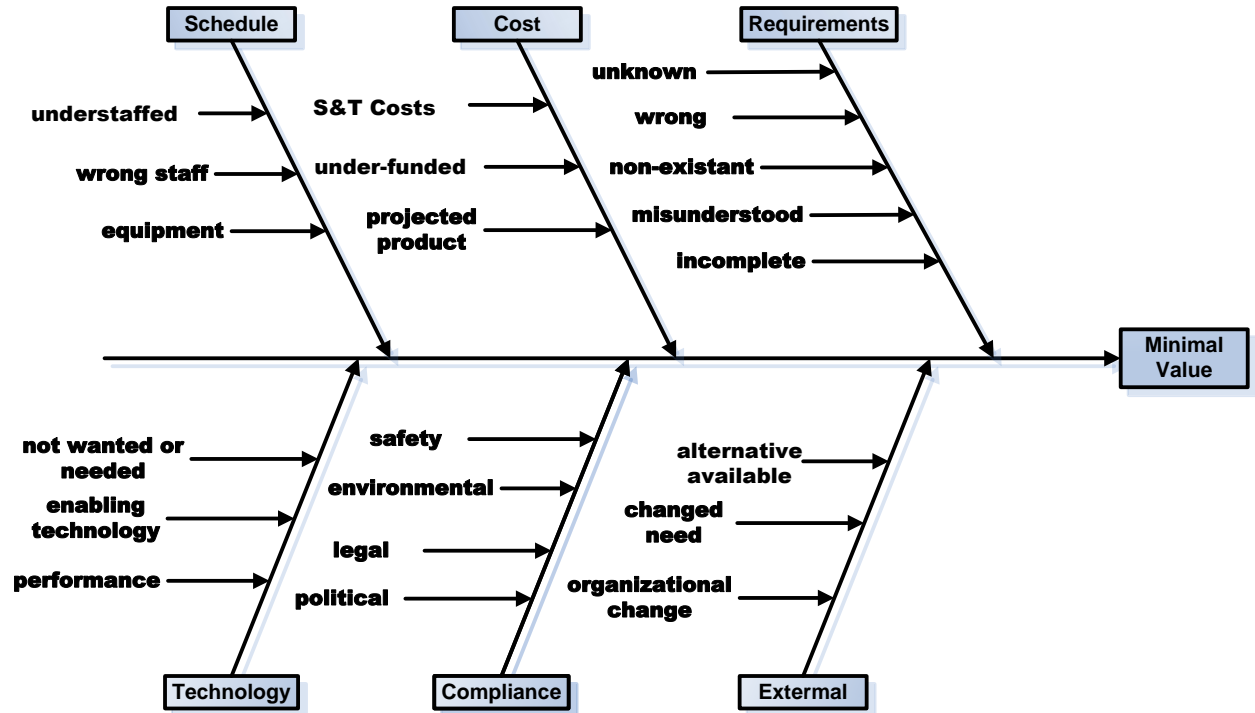 Schedule
Cost
Requirements
understaffed
wrong staff
equipment
S&T Costs
under-funded
projected
product
unknown
wrong
non-existant
misunderstood
incomplete
Minimal
Value
not wanted or
needed
enabling
technology
performance
safety
environmental
legal
political
alternative
available
changed
need
organizational
change
Technology
Compliance
Extermal